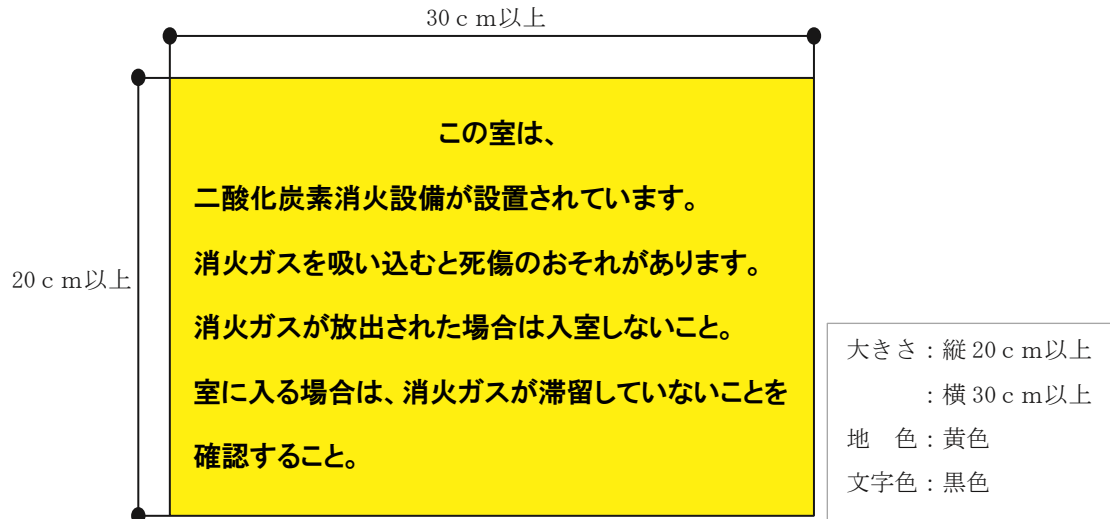 30ｃｍ以上
この室は、
二酸化炭素消火設備が設置されています。
消火ガスを吸い込むと死傷のおそれがあります。
20ｃｍ以上
消火ガスが放出された場合は入室しないこと。
室に入る場合は、消火ガスが滞留していないことを
確認すること。
大きさ：縦20ｃｍ以上
：横30ｃｍ以上
地　色：黄色
文字色：黒色